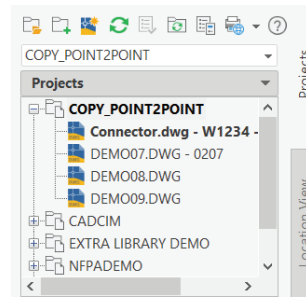 COPY_POINT2POINT
Projects
COPY_POINT2POINT
Connector.dwg - W1234 -
DEMO07.DWG - 0207
DEMO08.DWG
DEMO09.DWG
CADCIM
EXTRA LIBRARY DEMO
NFPADEMO
Projects
Location View